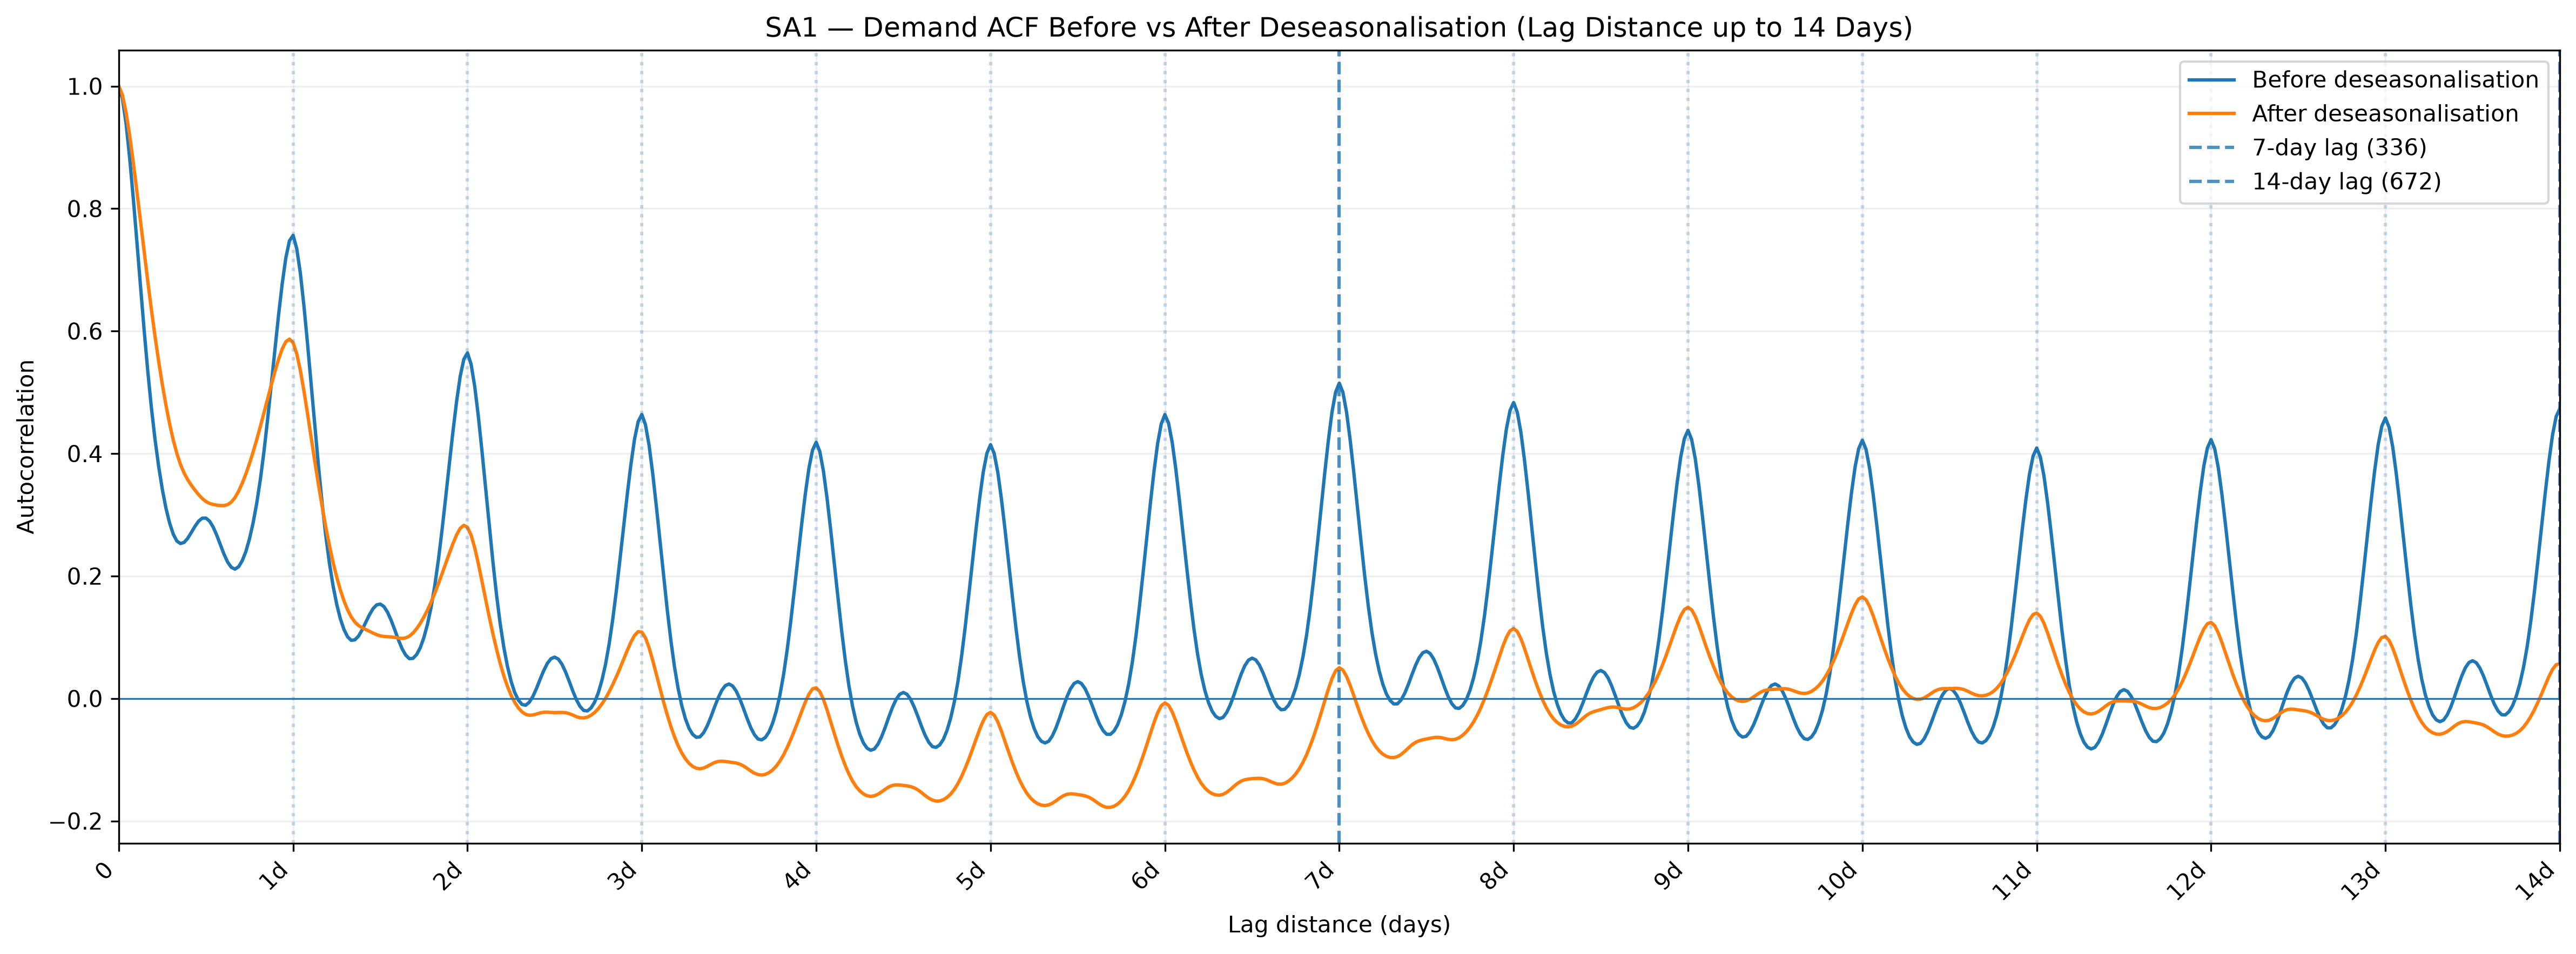 SA1 — Demand ACF Before vs After Deseasonalisation (Lag Distance up to 14 Days)
Before deseasonalisation
After deseasonalisation
7-day lag (336)
14-day lag (672)
Autocorrelation
1.0
0.8
0.6
0.4
0.2
0.0
−0.2
0 1d 2d 3d 4d 5d 6d 7d 8d 9d 10d 11d 12d 13d 14d
Lag distance (days)